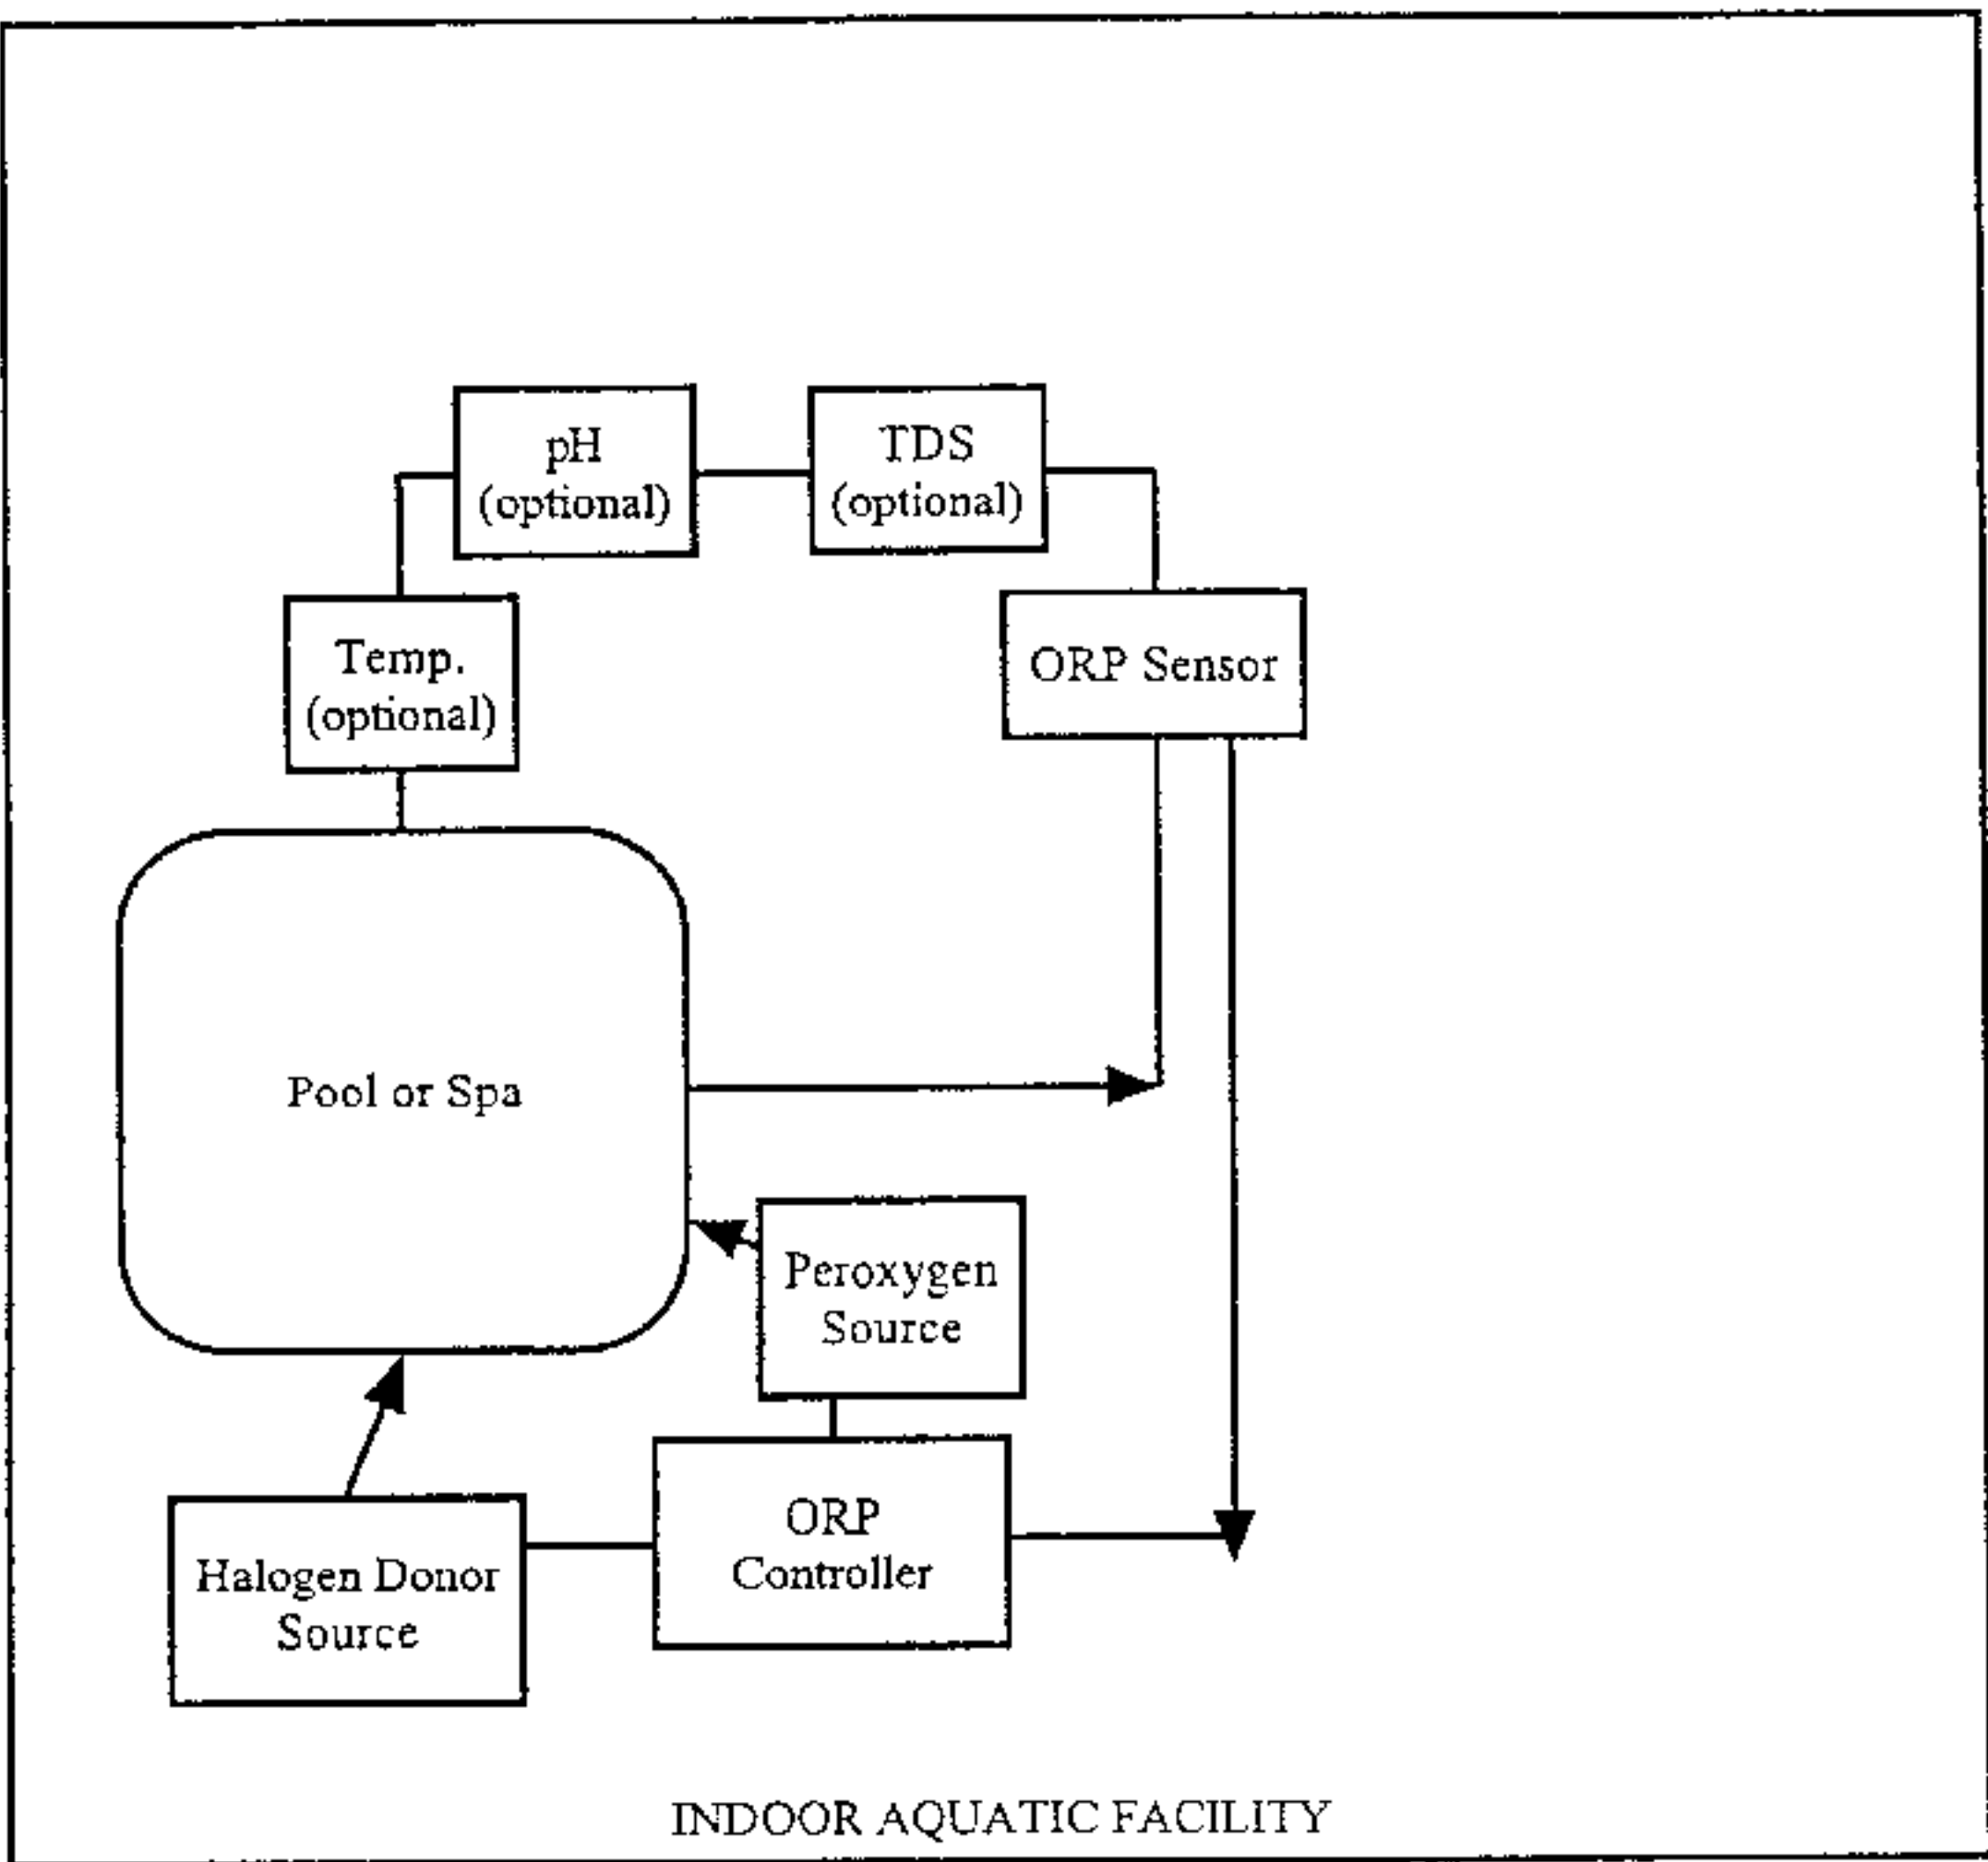 pH
(optional)
TDS
(optional)
Temp.
(optional)
ORP Sensor
Pool or Spa
Peroxygen
Source
ORP
Controller
Halogen Donor
Source
INDOOR AQUATIC FACILITY